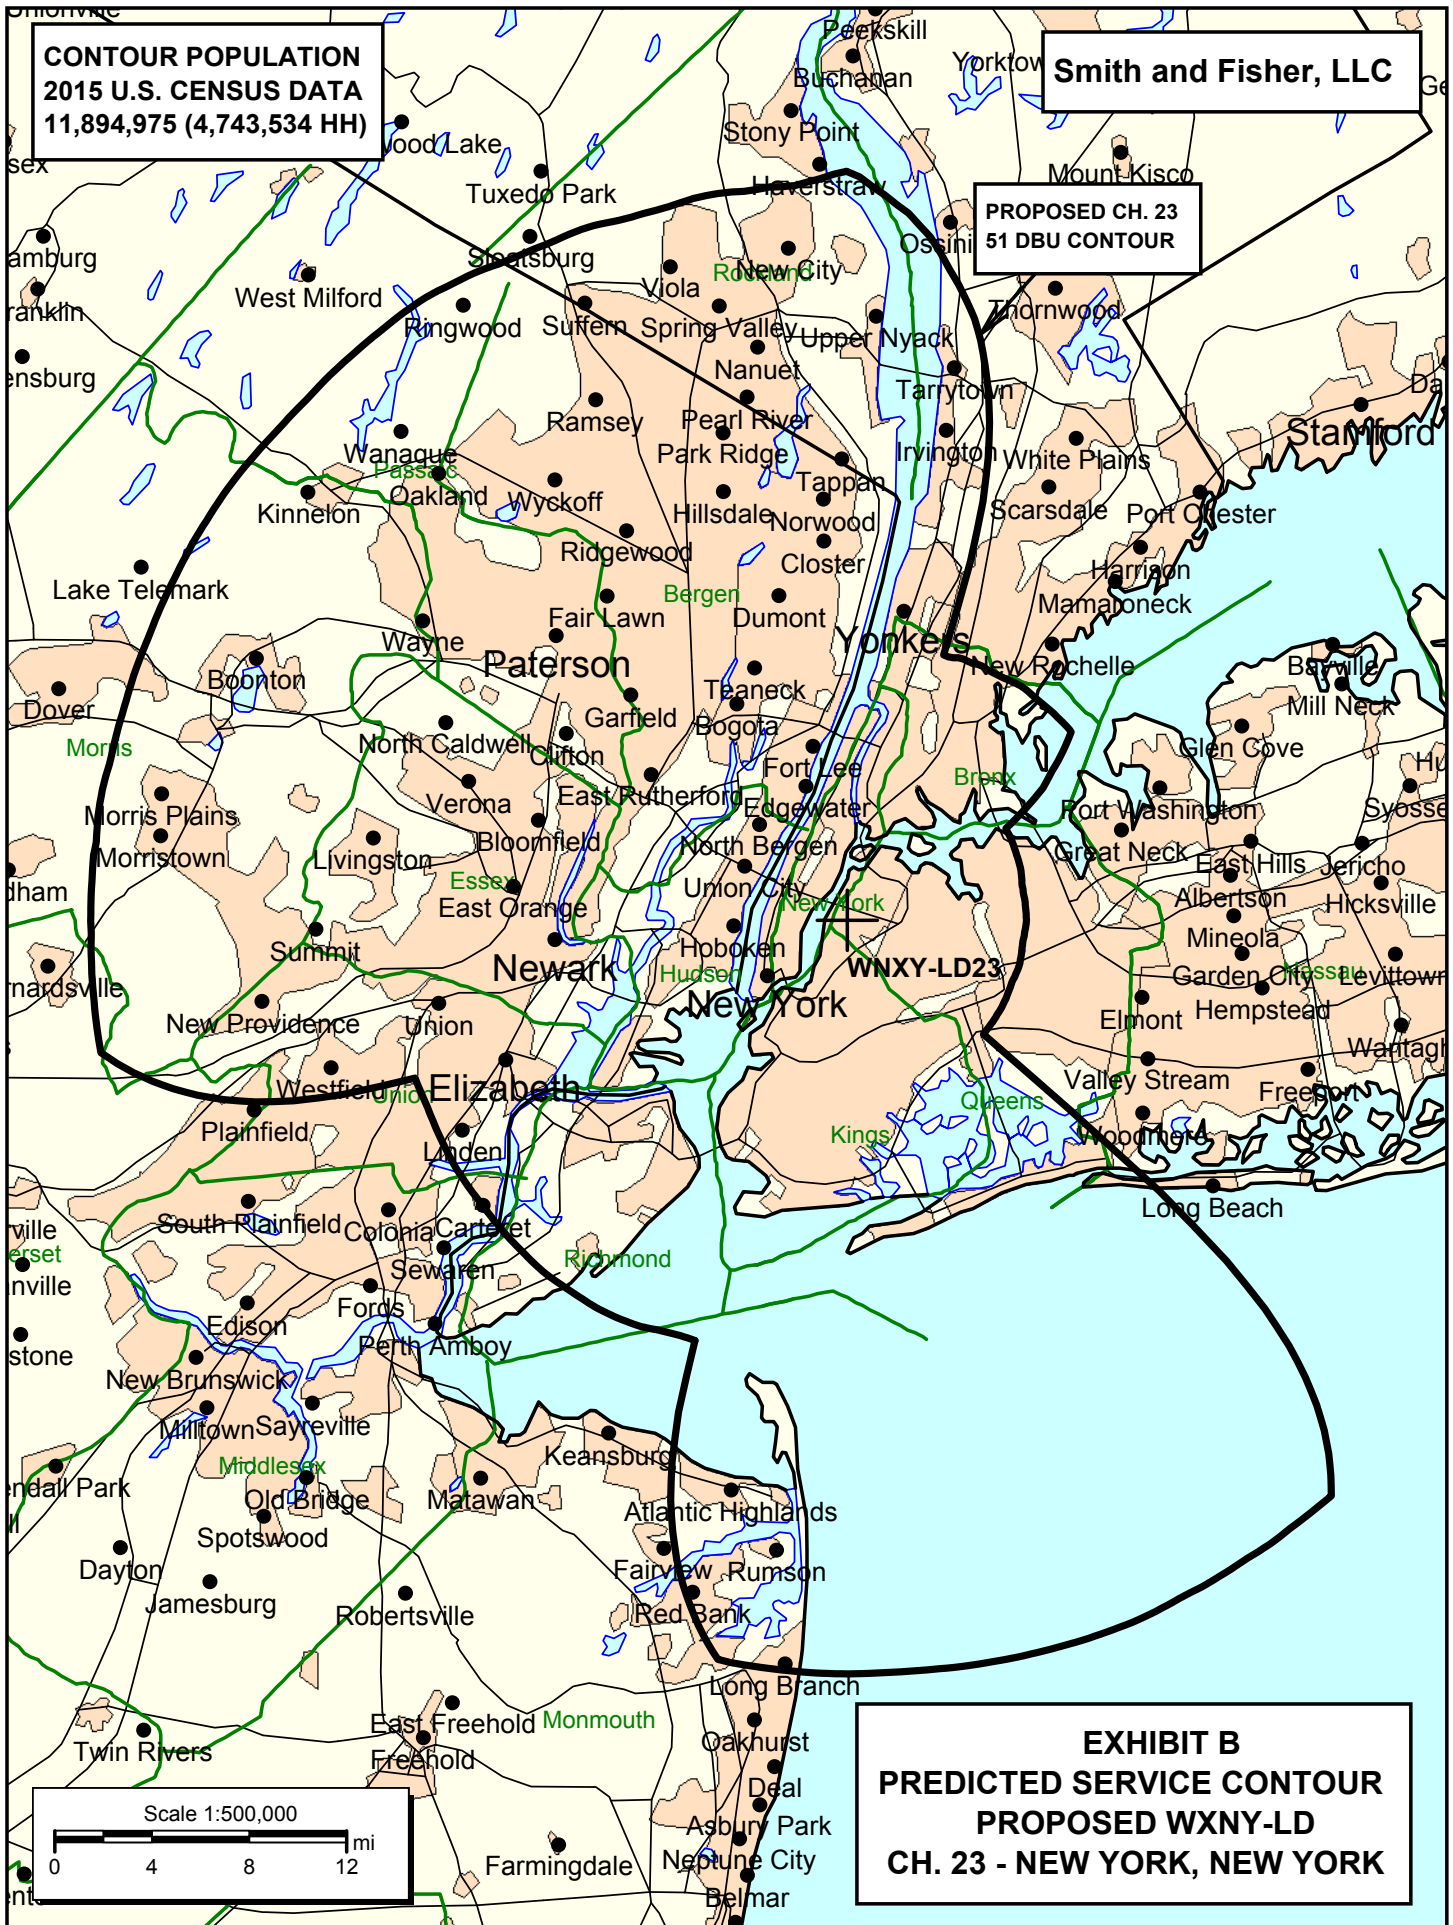 Unionville
CONTOUR POPULATION
2015 U.S. CENSUS DATA
11,894,975 (4,743,534 HH)
Smith and Fisher, LLC
PROPOSED CH. 23
51 DBU CONTOUR
Peekskill
Buchanan
Stony Point
Haverstraw
Mount Kisco
Tuxedo Park
Sloatsburg
West Milford
Ringwood
Suffern
Viola
Rockland
New City
Spring Valley
Upper Nyack
Thornwood
Nanuet
Tarrytown
Ramsey
Pearl River
Park Ridge
Irvington
White Plains
Stamford
Wanaque
Passaic
Oakland
Kinnelon
Wyckoff
Hillsdale
Tappan
Norwood
Scarsdale
Port Chester
Ridgewood
Closter
Harrison
Mamaroneck
Lake Telemark
Bergen
Fair Lawn
Dumont
Wayne
Paterson
Yonkers
New Rochelle
Bayville
Mill Neck
Boonton
Dover
Teaneck
Garfield
Bogota
Morris
North Caldwell
Clifton
Fort Lee
Glen Cove
Bronx
Verona
East Rutherford
Edgewater
Port Washington
Morris Plains
Morristown
Livingston
Bloomfield
North Bergen
Great Neck
East Hills
Jericho
Essex
East Orange
Union City
New York
Albertson
Hicksville
Summit
Hoboken
Mineola
Newark
Hudson
WNXY-LD23
Garden City
Nassau
Levittown
New York
Hempstead
New Providence
Union
Elmont
Westfield
Union
Elizabeth
Valley Stream
Freeport
Plainfield
Queens
Linden
Kings
Woodmere
South Plainfield
Colonia
Carteret
Long Beach
Sewaren
Richmond
Fords
Edison
Perth Amboy
New Brunswick
Milltown
Sayreville
Keansburg
Middlesex
Old Bridge
Matawan
Atlantic Highlands
Spotswood
Dayton
Fairview
Rumson
Jamesburg
Robertsville
Red Bank
Long Branch
East Freehold
Monmouth
Freehold
Twin Rivers
Oakhurst
Deal
Asbury Park
Neptune City
Belmar
Farmingdale
Scale 1:500,000
mi
0 4 8 12
EXHIBIT B
PREDICTED SERVICE CONTOUR
PROPOSED WXNY-LD
CH. 23 - NEW YORK, NEW YORK